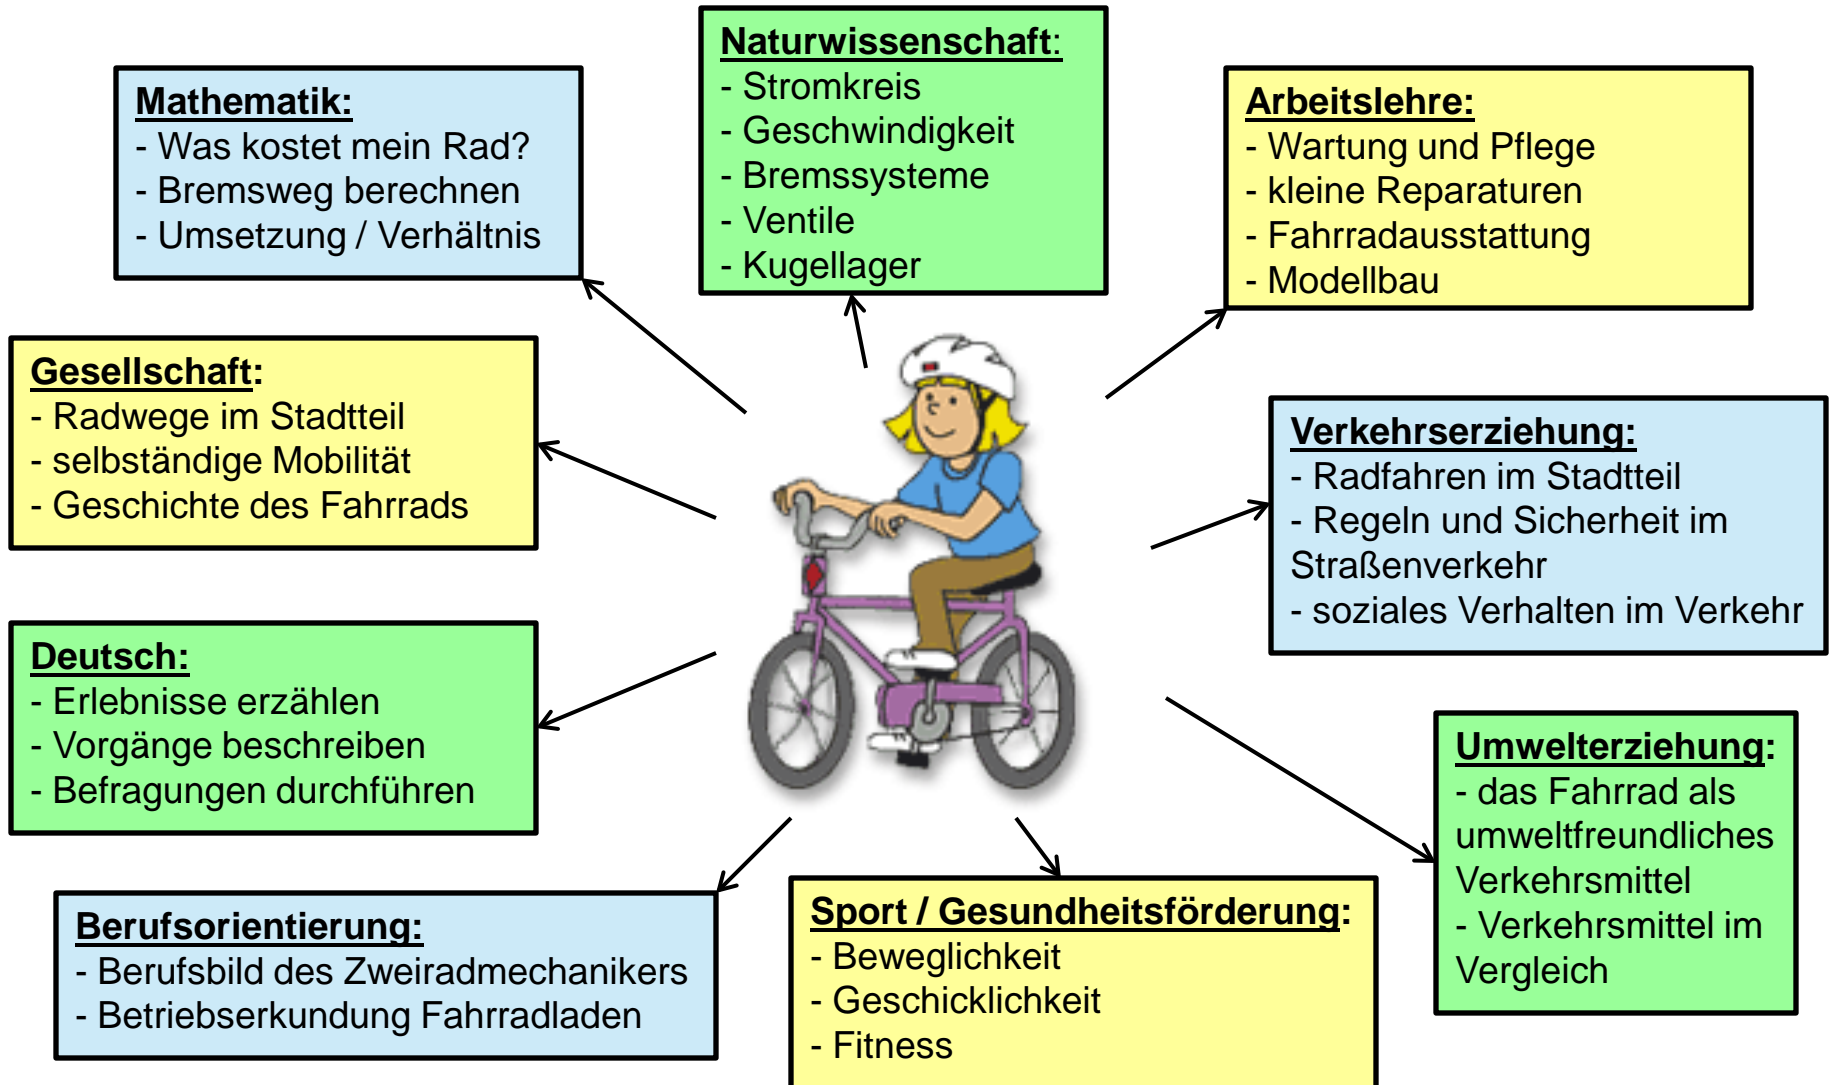 Naturwissenschaft:
- Stromkreis
- Geschwindigkeit
- Bremssysteme
- Ventile
- Kugellager
Mathematik:
- Was kostet mein Rad?
- Bremsweg berechnen
- Umsetzung / Verhältnis
Arbeitslehre:
- Wartung und Pflege
- kleine Reparaturen
- Fahrradausstattung
- Modellbau
Gesellschaft:
- Radwege im Stadtteil
- selbständige Mobilität
- Geschichte des Fahrrads
Verkehrserziehung:
- Radfahren im Stadtteil
- Regeln und Sicherheit im
Straßenverkehr
- soziales Verhalten im Verkehr
Deutsch:
- Erlebnisse erzählen
- Vorgänge beschreiben
- Befragungen durchführen
Umwelterziehung:
- das Fahrrad als
umweltfreundliches
Verkehrsmittel
- Verkehrsmittel im
Vergleich
Berufsorientierung:
- Berufsbild des Zweiradmechanikers
- Betriebserkundung Fahrradladen
Sport / Gesundheitsförderung:
- Beweglichkeit
- Geschicklichkeit
- Fitness